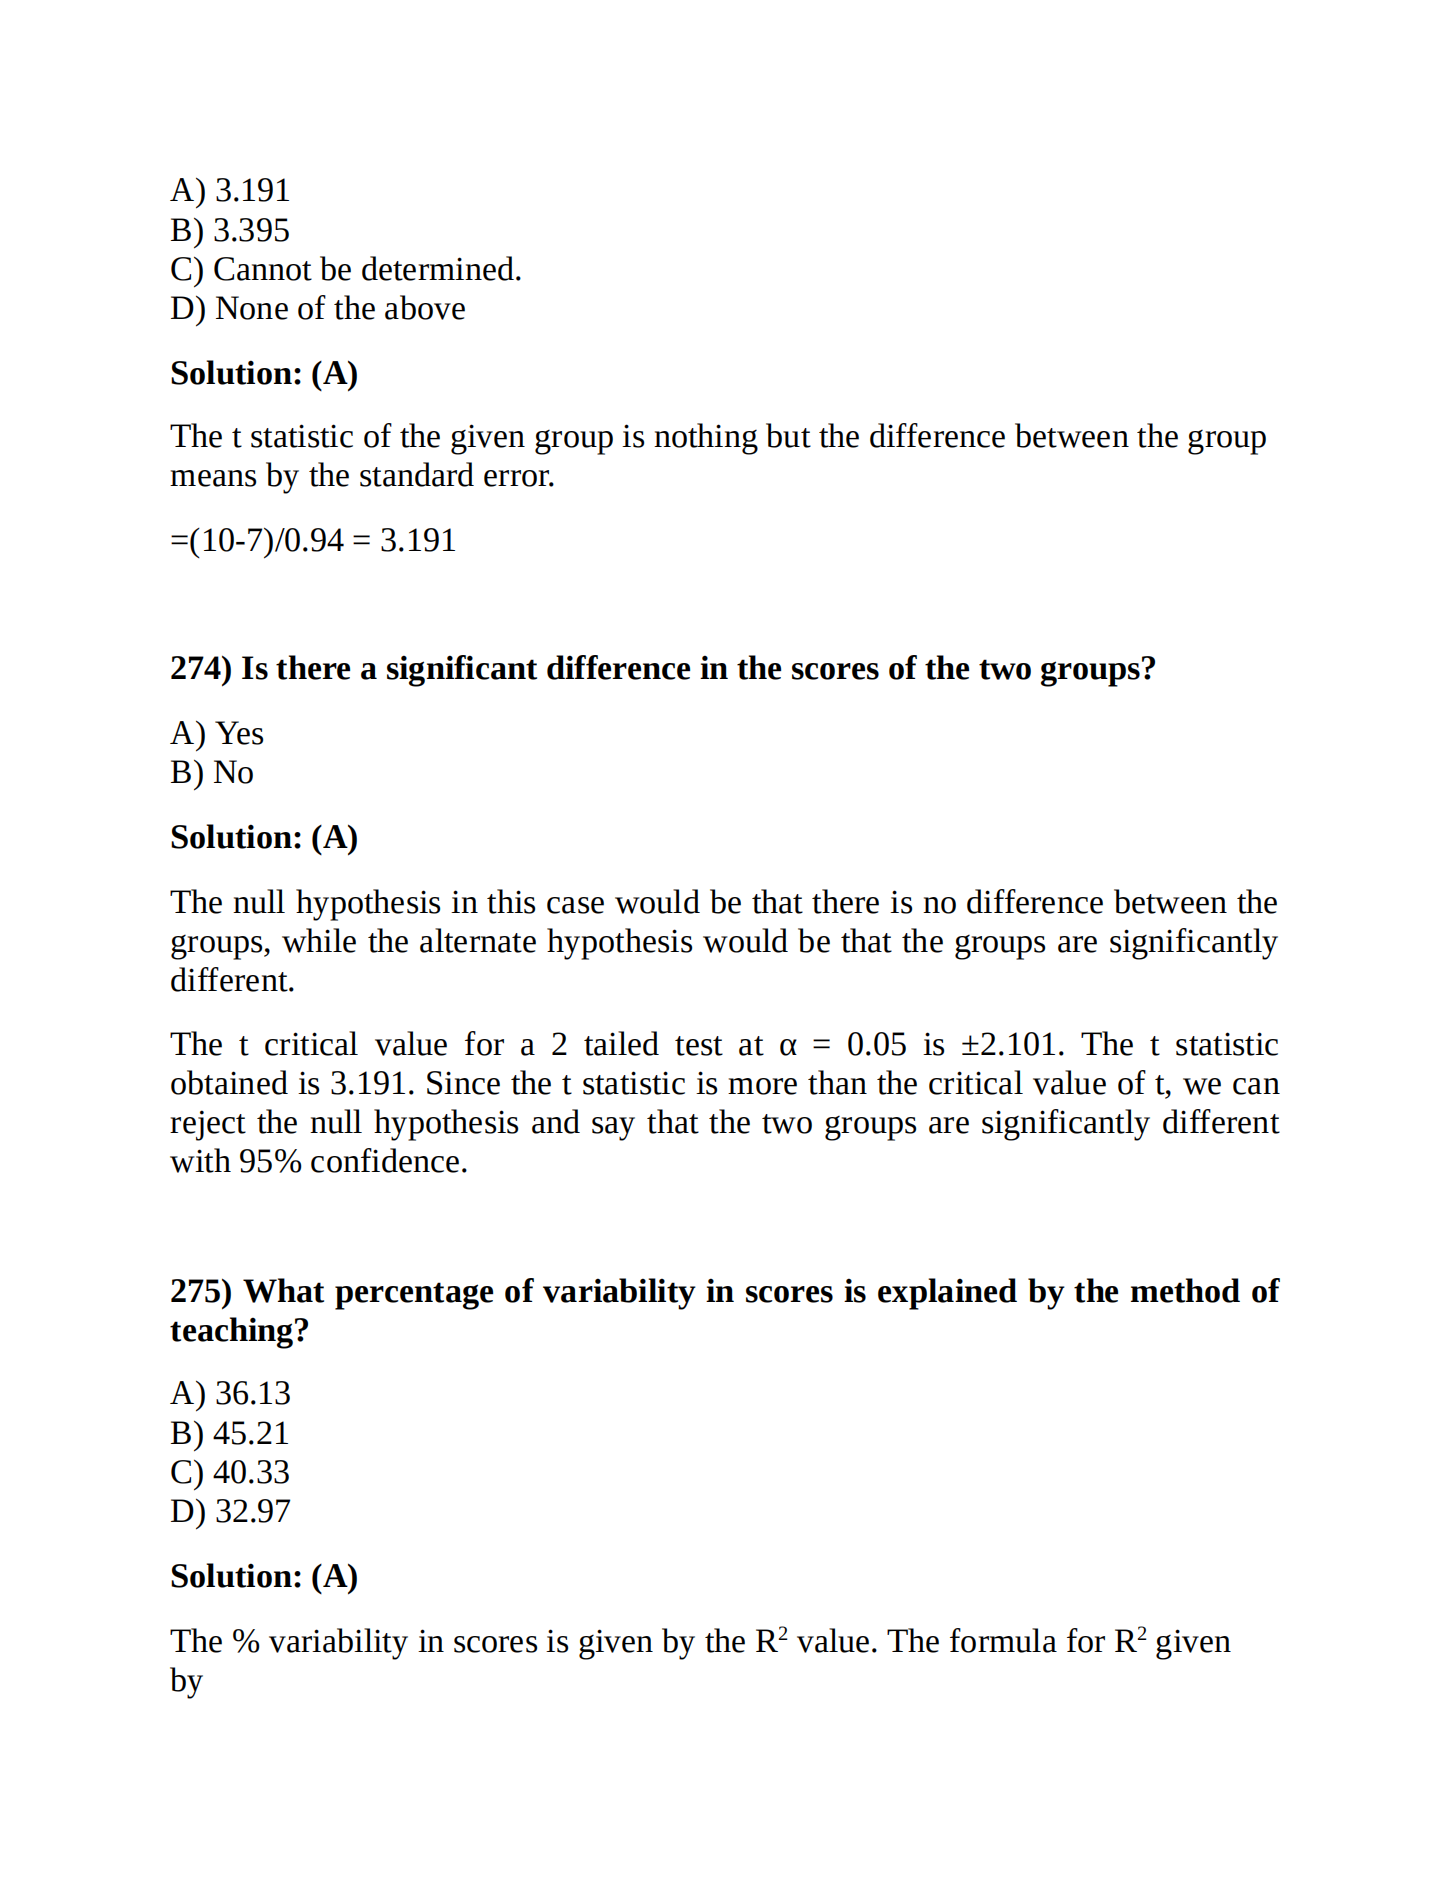 A) 3.191
B) 3.395
C) Cannot be determined.
D) None of the above
Solution: (A)
The t statistic of the given group is nothing but the difference between the group
means by the standard error.
=(10-7)/0.94 = 3.191
274) Is there a significant difference in the scores of the two groups?
A) Yes
B) No
Solution: (A)
The null hypothesis in this case would be that there is no difference between the
groups, while the alternate hypothesis would be that the groups are significantly
different.
The t critical value for a 2 tailed test at α = 0.05 is ±2.101. The t statistic
obtained is 3.191. Since the t statistic is more than the critical value of t, we can
reject the null hypothesis and say that the two groups are significantly different
with 95% confidence.
275) What percentage of variability in scores is explained by the method of
teaching?
A) 36.13
B) 45.21
C) 40.33
D) 32.97
Solution: (A)
The % variability in scores is given by the R² value. The formula for R² given
by